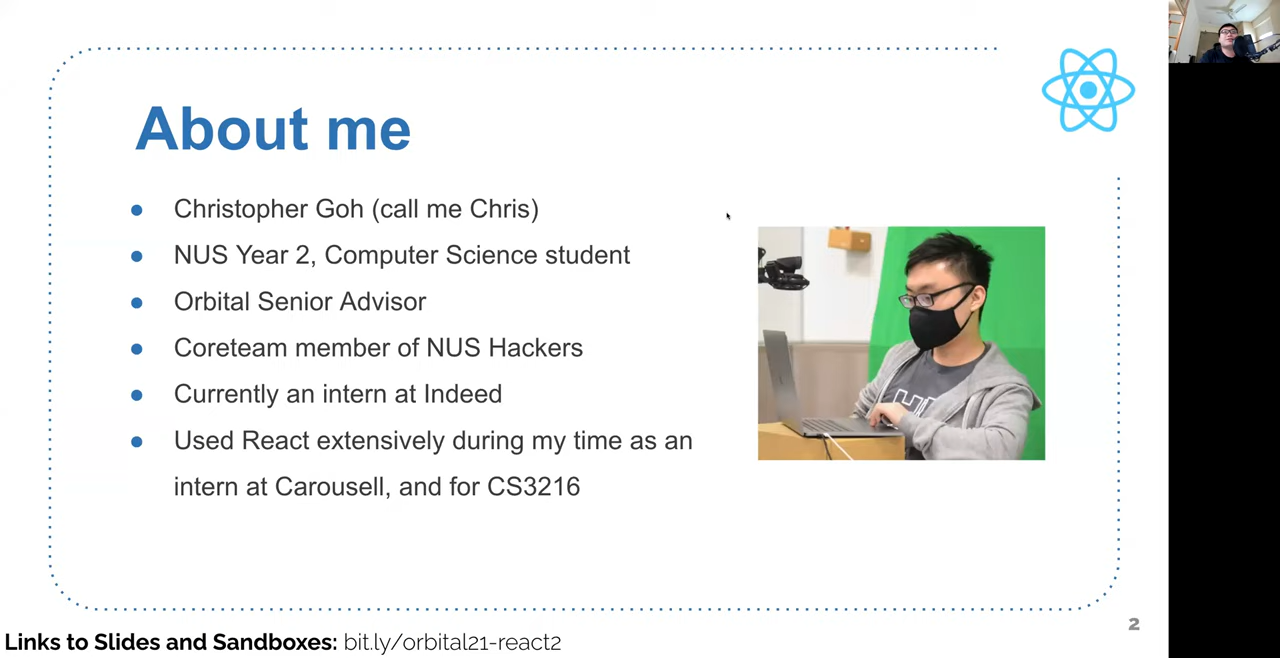 About me
Christopher Goh (call me Chris)
NUS Year 2, Computer Science student
Orbital Senior Advisor
Coreteam member of NUS Hackers
Currently an intern at Indeed
Used React extensively during my time as an
intern at Carousell, and for CS3216
2
Links to Slides and Sandboxes: bit.ly/orbital21-react2